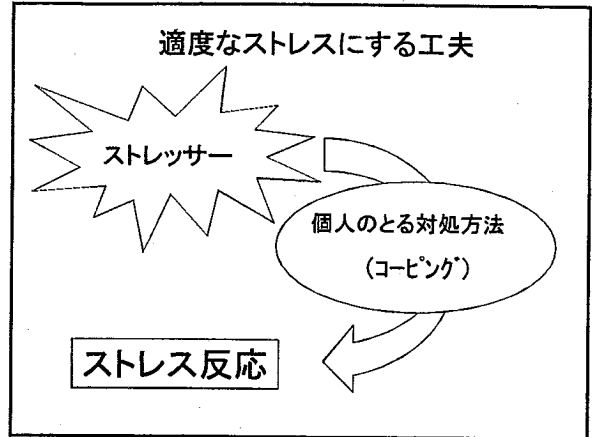 適度なストレスにする工夫
ストレッサー
個人のとる対処方法
(ｺｰﾋﾟﾝｸﾞ)
ストレス反応